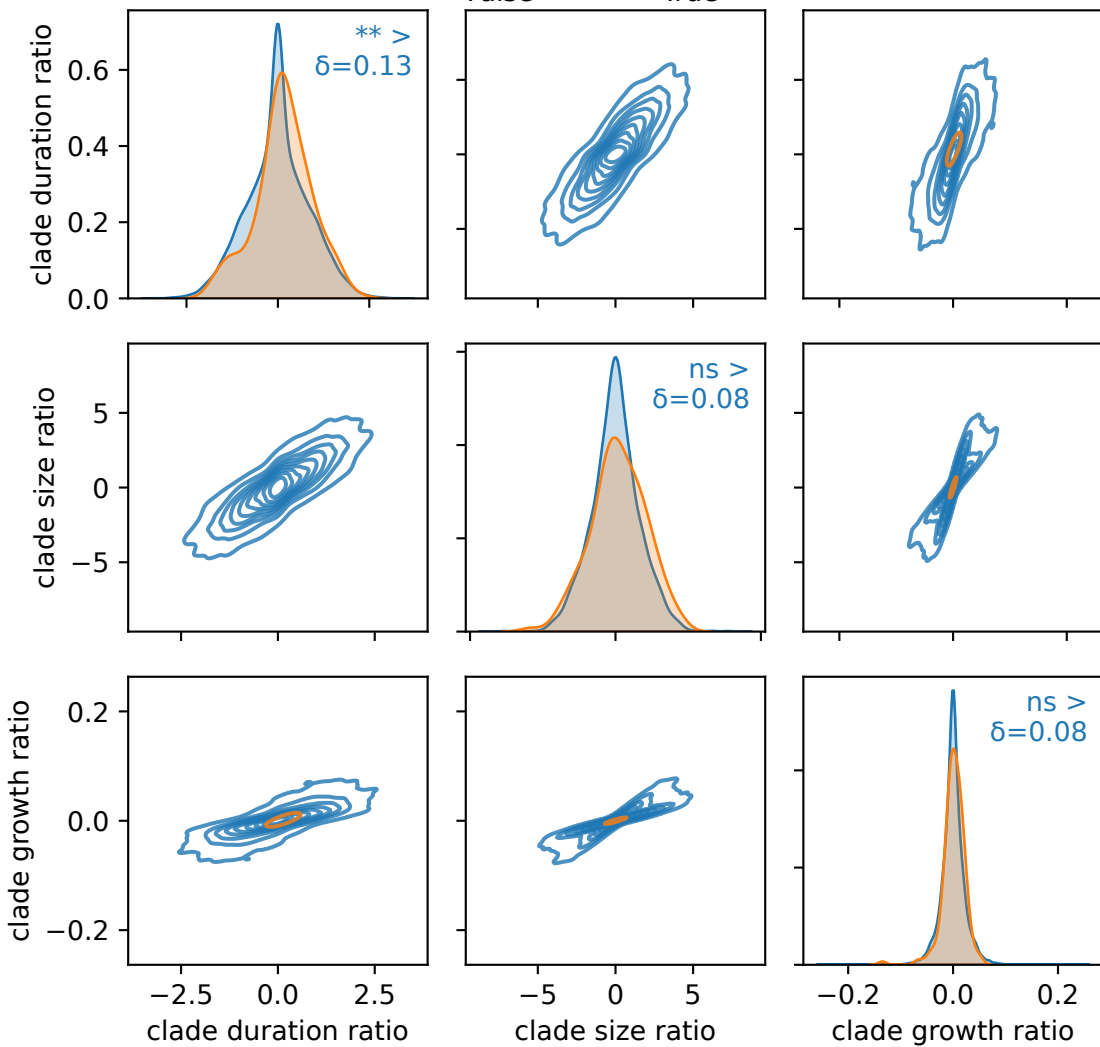 True
** >
δ=0.13
clade duration ratio
0.6
0.4
0.2
0.0
ns >
δ=0.08
clade size ratio
5
0
−5
ns >
δ=0.08
clade growth ratio
0.2
0.0
−0.2
−2.5 0.0 2.5 −5 0 5 −0.2 0.0 0.2
clade duration ratio clade size ratio clade growth ratio